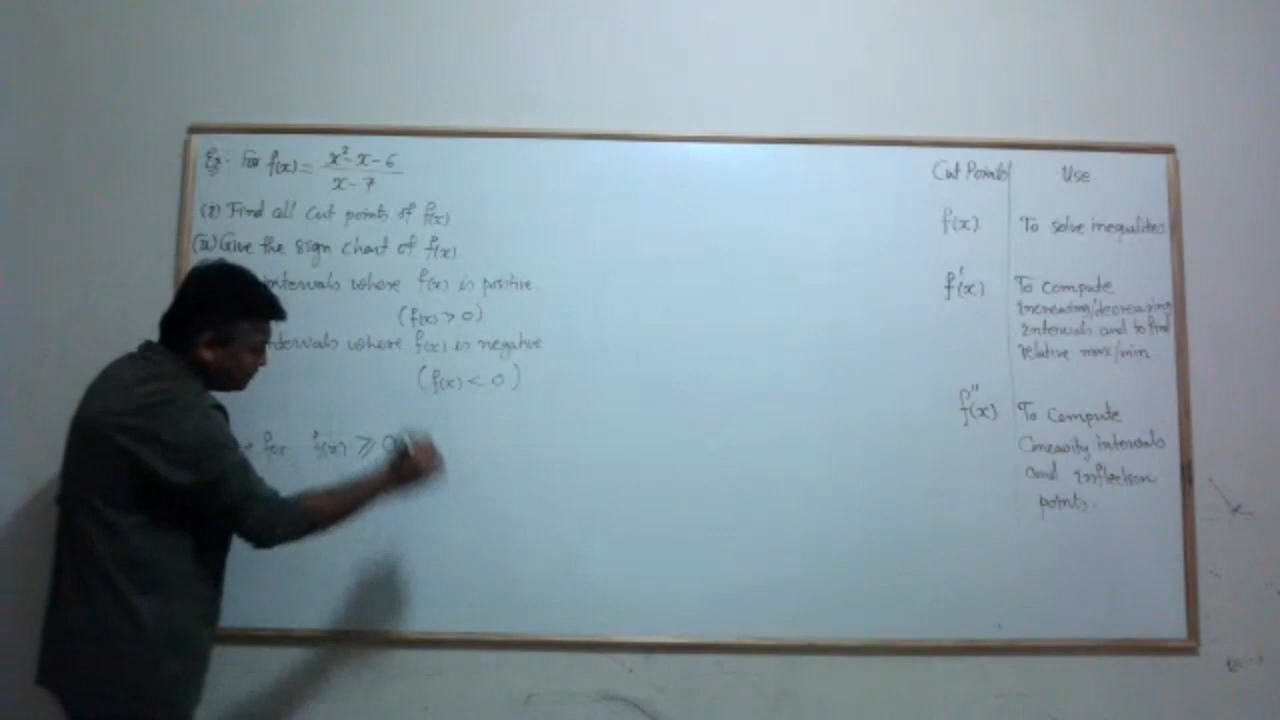 Ex:- For f(x) = x²-x-6 / x-7
(i) Find all cut points of f(x)
(ii) Give the sign chart of f(x)
intervals where f(x) is positive
(f(x) > 0)
intervals where f(x) is negative
(f(x) < 0)
for f(x) ⩾ 0
Cut Points Use
f(x) To solve inequalities
f'(x) To compute
increasing/decreasing
intervals and to find
relative max/min
f''(x) To compute
intervals
and inflection
points.